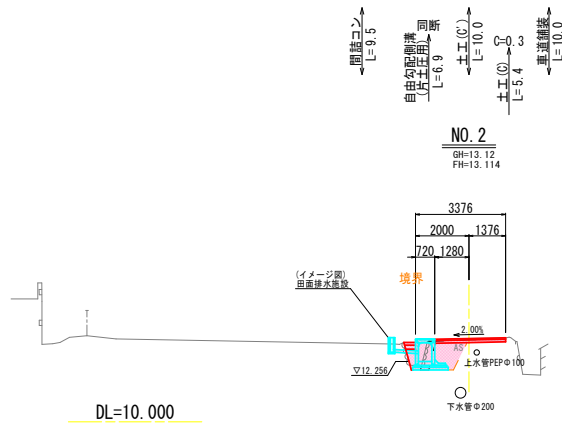 間詰コン
L=9.5
自由勾配側溝
(片土圧用)
L=6.9
同断
土工(C')
L=10.0
C=0.3
土工(C)
L=5.4
車道舗装
L=10.0
NO.2
GH=13.12
FH=13.114
3376
2000 1376
720 1280
(イメージ図)
田面排水施設
境界
T
2.00%
AS
上水管PEPΦ100
▽12.256
下水管Φ200
DL=10.000